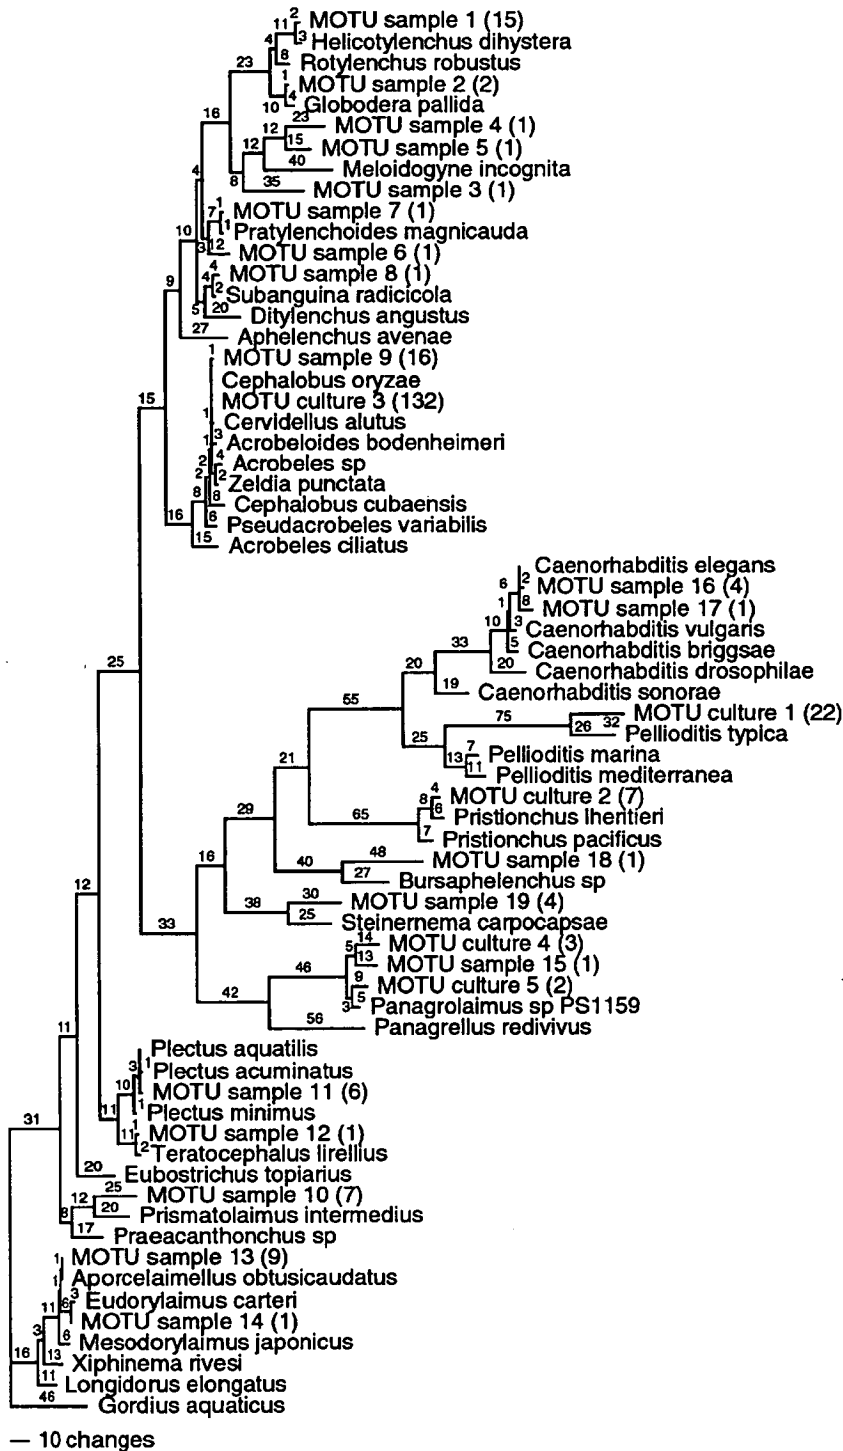 2
11 MOTU sample 1 (15)
4 3 Helicotylenchus dihystera
8 Rotylenchus robustus
23 1 MOTU sample 2 (2)
10 4 Globodera pallida
16 12 23 MOTU sample 4 (1)
12 15 MOTU sample 5 (1)
40 Meloidogyne incognita
8 35 MOTU sample 3 (1)
4 7 1 MOTU sample 7 (1)
1 Pratylenchoides magnicauda
10 3 12 MOTU sample 6 (1)
4 4 MOTU sample 8 (1)
2 Subanguina radicicola
9 5 20 Ditylenchus angustus
27 Aphelenchus avenae
1 MOTU sample 9 (16)
Cephalobus oryzae
15 MOTU culture 3 (132)
1 Cervidellus alutus
1 3 Acrobeloides bodenheimeri
2 4 Acrobeles sp
2 2 Zeldia punctata
8 8 Cephalobus cubaensis
16 6 Pseudacrobeles variabilis
15 Acrobeles ciliatus
Caenorhabditis elegans
6 2 MOTU sample 16 (4)
1 8 MOTU sample 17 (1)
10 3 Caenorhabditis vulgaris
33 5 Caenorhabditis briggsae
25 20 20 Caenorhabditis drosophilae
19 Caenorhabditis sonorae
55 75 32 MOTU culture 1 (22)
26 Pellioditis typica
25 13 7 Pellioditis marina
21 11 Pellioditis mediterranea
8 4 MOTU culture 2 (7)
29 65 6 Pristionchus lheritieri
7 Pristionchus pacificus
16 40 48 MOTU sample 18 (1)
12 27 Bursaphelenchus sp
38 30 MOTU sample 19 (4)
33 25 Steinernema carpocapsae
5 14 MOTU culture 4 (3)
46 13 MOTU sample 15 (1)
9 MOTU culture 5 (2)
42 3 5 Panagrolaimus sp PS1159
11 56 Panagrellus redivivus
Plectus aquatilis
3 1 Plectus acuminatus
10 MOTU sample 11 (6)
11 1 Plectus minimus
31 11 1 MOTU sample 12 (1)
2 Teratocephalus lirellius
20 Eubostrichus topiarius
12 25 MOTU sample 10 (7)
8 20 Prismatolaimus intermedius
17 Praeacanthonchus sp
1 MOTU sample 13 (9)
1 Aporcelaimellus obtusicaudatus
11 6 3 Eudorylaimus carteri
MOTU sample 14 (1)
3 6 Mesodorylaimus japonicus
16 13 Xiphinema rivesi
11 Longidorus elongatus
46 Gordius aquaticus
10 changes